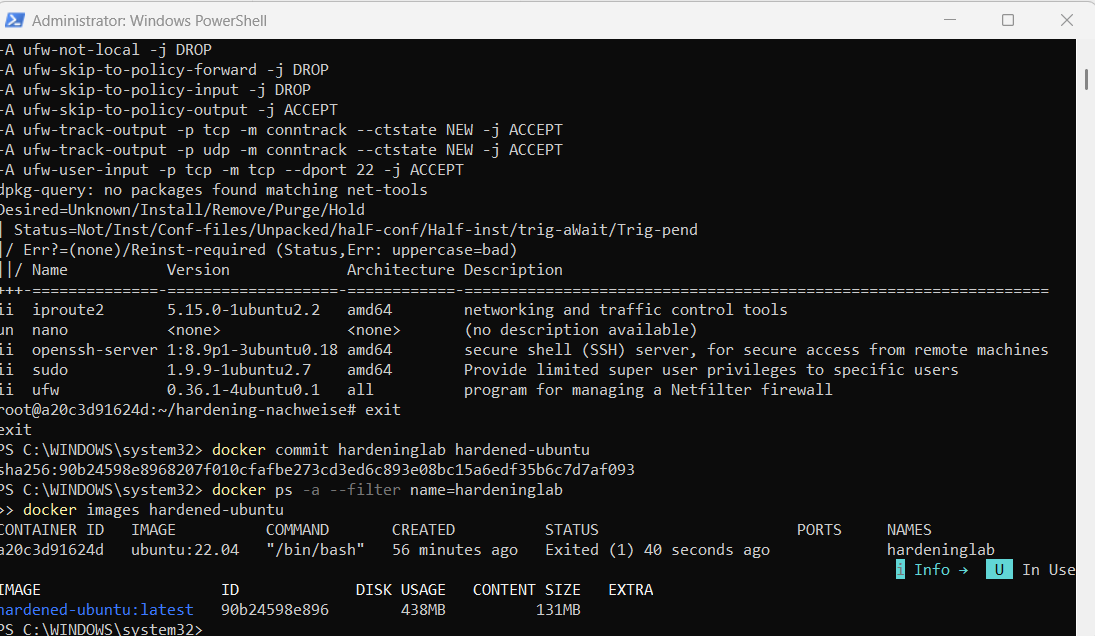 Administrator: Windows PowerShell
-A ufw-not-local -j DROP
-A ufw-skip-to-policy-forward -j DROP
-A ufw-skip-to-policy-input -j DROP
-A ufw-skip-to-policy-output -j ACCEPT
-A ufw-track-output -p tcp -m conntrack --ctstate NEW -j ACCEPT
-A ufw-track-output -p udp -m conntrack --ctstate NEW -j ACCEPT
-A ufw-user-input -p tcp -m tcp --dport 22 -j ACCEPT
dpkg-query: no packages found matching net-tools
Desired=Unknown/Install/Remove/Purge/Hold
| Status=Not/Inst/Conf-files/Unpacked/halF-conf/Half-inst/trig-aWait/Trig-pend
|/ Err?=(none)/Reinst-required (Status,Err: uppercase=bad)
||/ Name           Version            Architecture Description
+++-==============-==================-============-=================================================================
ii  iproute2       5.15.0-1ubuntu2.2  amd64        networking and traffic control tools
un  nano           <none>             <none>       (no description available)
ii  openssh-server 1:8.9p1-3ubuntu0.18 amd64        secure shell (SSH) server, for secure access from remote machines
ii  sudo           1.9.9-1ubuntu2.7   amd64        Provide limited super user privileges to specific users
ii  ufw            0.36.1-4ubuntu0.1  all          program for managing a Netfilter firewall
root@a20c3d91624d:~/hardening-nachweise# exit
exit
PS C:\WINDOWS\system32> docker commit hardeninglab hardened-ubuntu
sha256:90b24598e8968207f010cfafbe273cd3ed6c893e08bc15a6edf35b6c7d7af093
PS C:\WINDOWS\system32> docker ps -a --filter name=hardeninglab
>> docker images hardened-ubuntu
CONTAINER ID   IMAGE          COMMAND       CREATED          STATUS                      PORTS     NAMES
a20c3d91624d   ubuntu:22.04   "/bin/bash"   56 minutes ago   Exited (1) 40 seconds ago             hardeninglab
i Info →   U  In Use
IMAGE                    ID             DISK USAGE   CONTENT SIZE   EXTRA
hardened-ubuntu:latest   90b24598e896        438MB          131MB
PS C:\WINDOWS\system32>